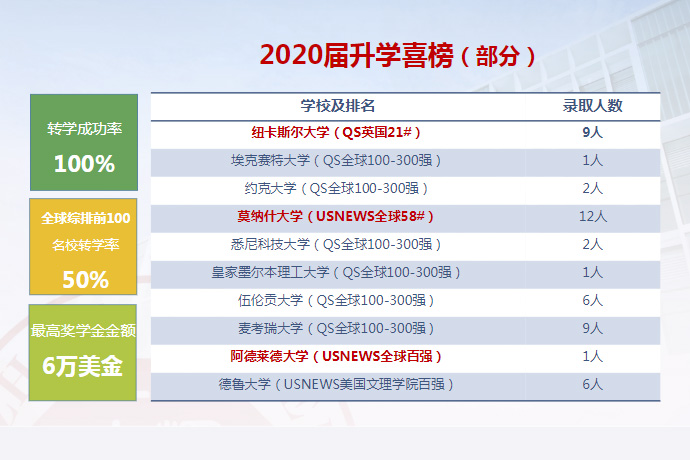 2020届升学喜榜（部分）
转学成功率
100%
全球综排前100
名校转学率
50%
最高奖学金金额
6万美金
学校及排名 录取人数
纽卡斯尔大学（QS英国21#） 9人
埃克赛特大学（QS全球100-300强） 1人
约克大学（QS全球100-300强） 2人
莫纳什大学（USNEWS全球58#） 12人
悉尼科技大学（QS全球100-300强） 2人
皇家墨尔本理工大学（QS全球100-300强） 1人
伍伦贡大学（QS全球100-300强） 6人
麦考瑞大学（QS全球100-300强） 9人
阿德莱德大学（USNEWS全球百强） 1人
德鲁大学（USNEWS美国文理学院百强） 6人